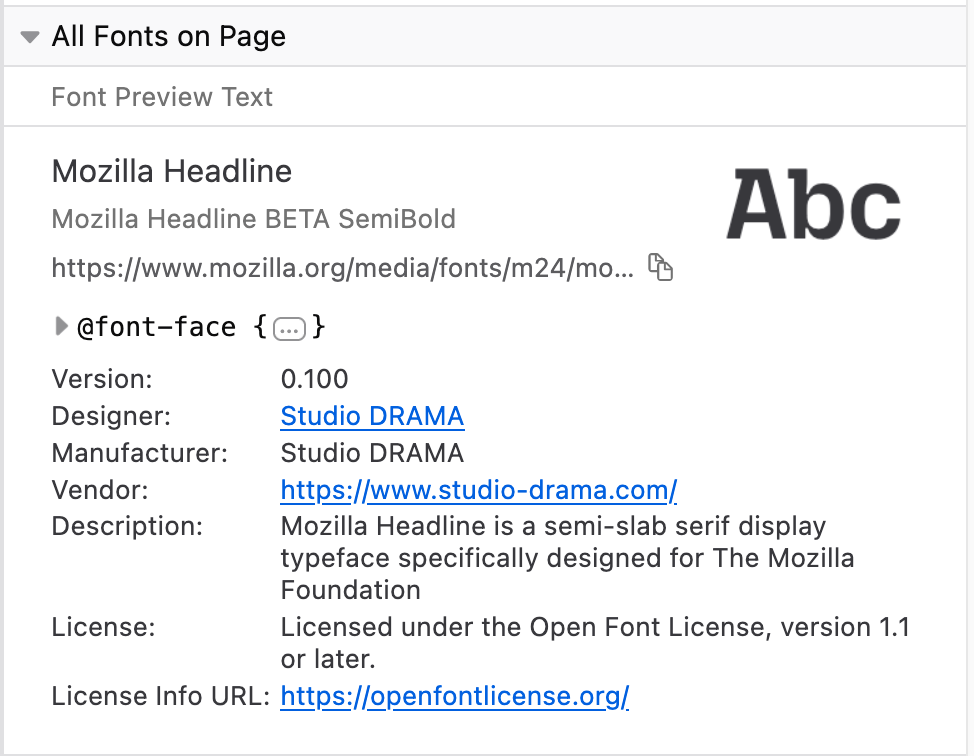 All Fonts on Page
Font Preview Text
Mozilla Headline
Abc
Mozilla Headline BETA SemiBold
https://www.mozilla.org/media/fonts/m24/mo...
@font-face {...}
Version: 0.100
Designer: Studio DRAMA
Manufacturer: Studio DRAMA
Vendor: https://www.studio-drama.com/
Description: Mozilla Headline is a semi-slab serif display
typeface specifically designed for The Mozilla
Foundation
License: Licensed under the Open Font License, version 1.1
or later.
License Info URL: https://openfontlicense.org/